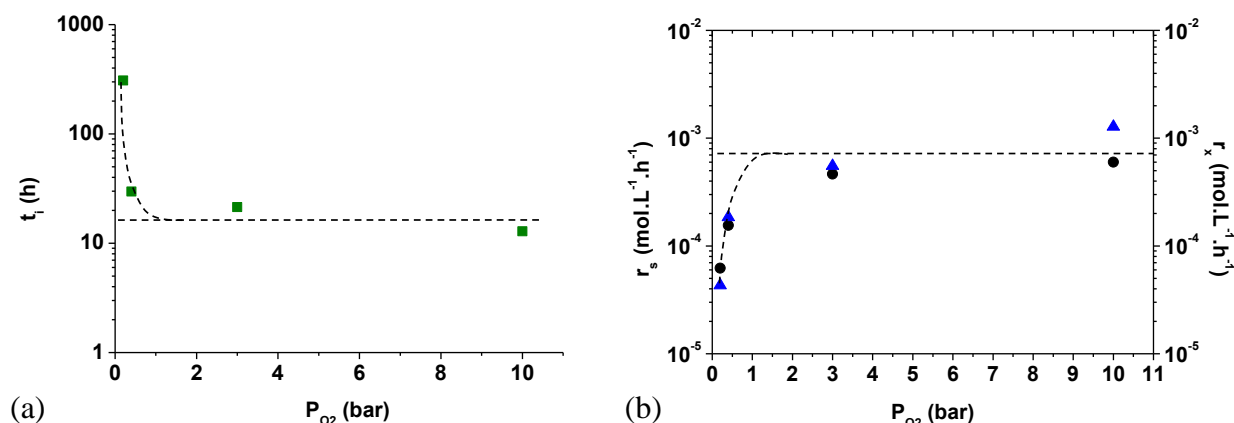 1000
100
10
1
t_i (h)
0 2 4 6 8 10
P_O2 (bar)
(a)
10^-2
10^-3
10^-4
10^-5
r_s (mol.L^-1.h^-1)
0 1 2 3 4 5 6 7 8 9 10 11
P_O2 (bar)
10^-2
10^-3
10^-4
10^-5
r_x (mol.L^-1.h^-1)
(b)